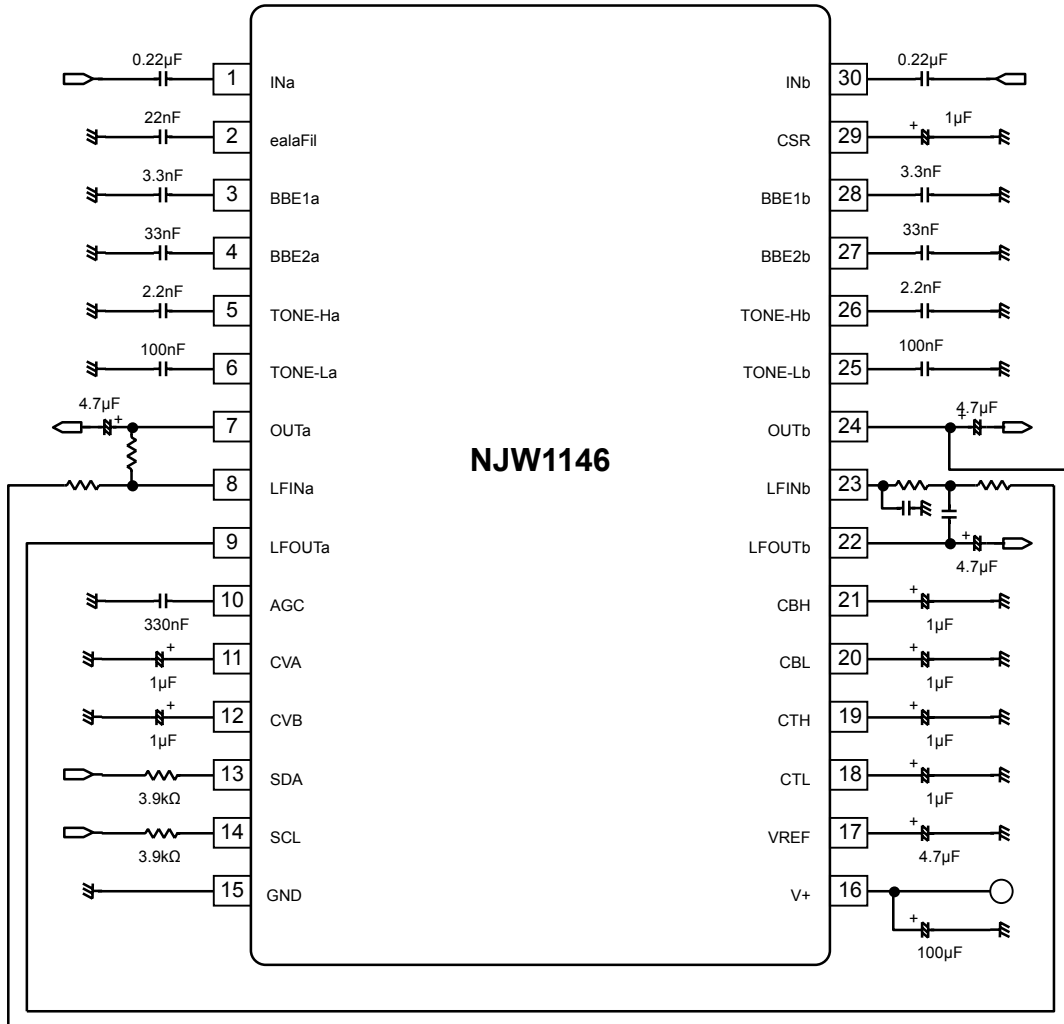 0.22µF 1 INa INb 30 0.22µF
22nF 2 ealaFil CSR 29 + 1µF
3.3nF 3 BBE1a BBE1b 28 3.3nF
33nF 4 BBE2a BBE2b 27 33nF
2.2nF 5 TONE-Ha TONE-Hb 26 2.2nF
100nF 6 TONE-La TONE-Lb 25 100nF
4.7µF + 7 OUTa OUTb 24 + 4.7µF
NJW1146
8 LFINa LFINb 23
9 LFOUTa LFOUTb 22 + 4.7µF
10 AGC 330nF CBH 21 + 1µF
+ 11 CVA 1µF CBL 20 + 1µF
+ 12 CVB 1µF CTH 19 + 1µF
13 SDA 3.9kΩ CTL 18 + 1µF
14 SCL 3.9kΩ VREF 17 + 4.7µF
15 GND V+ 16 + 100µF